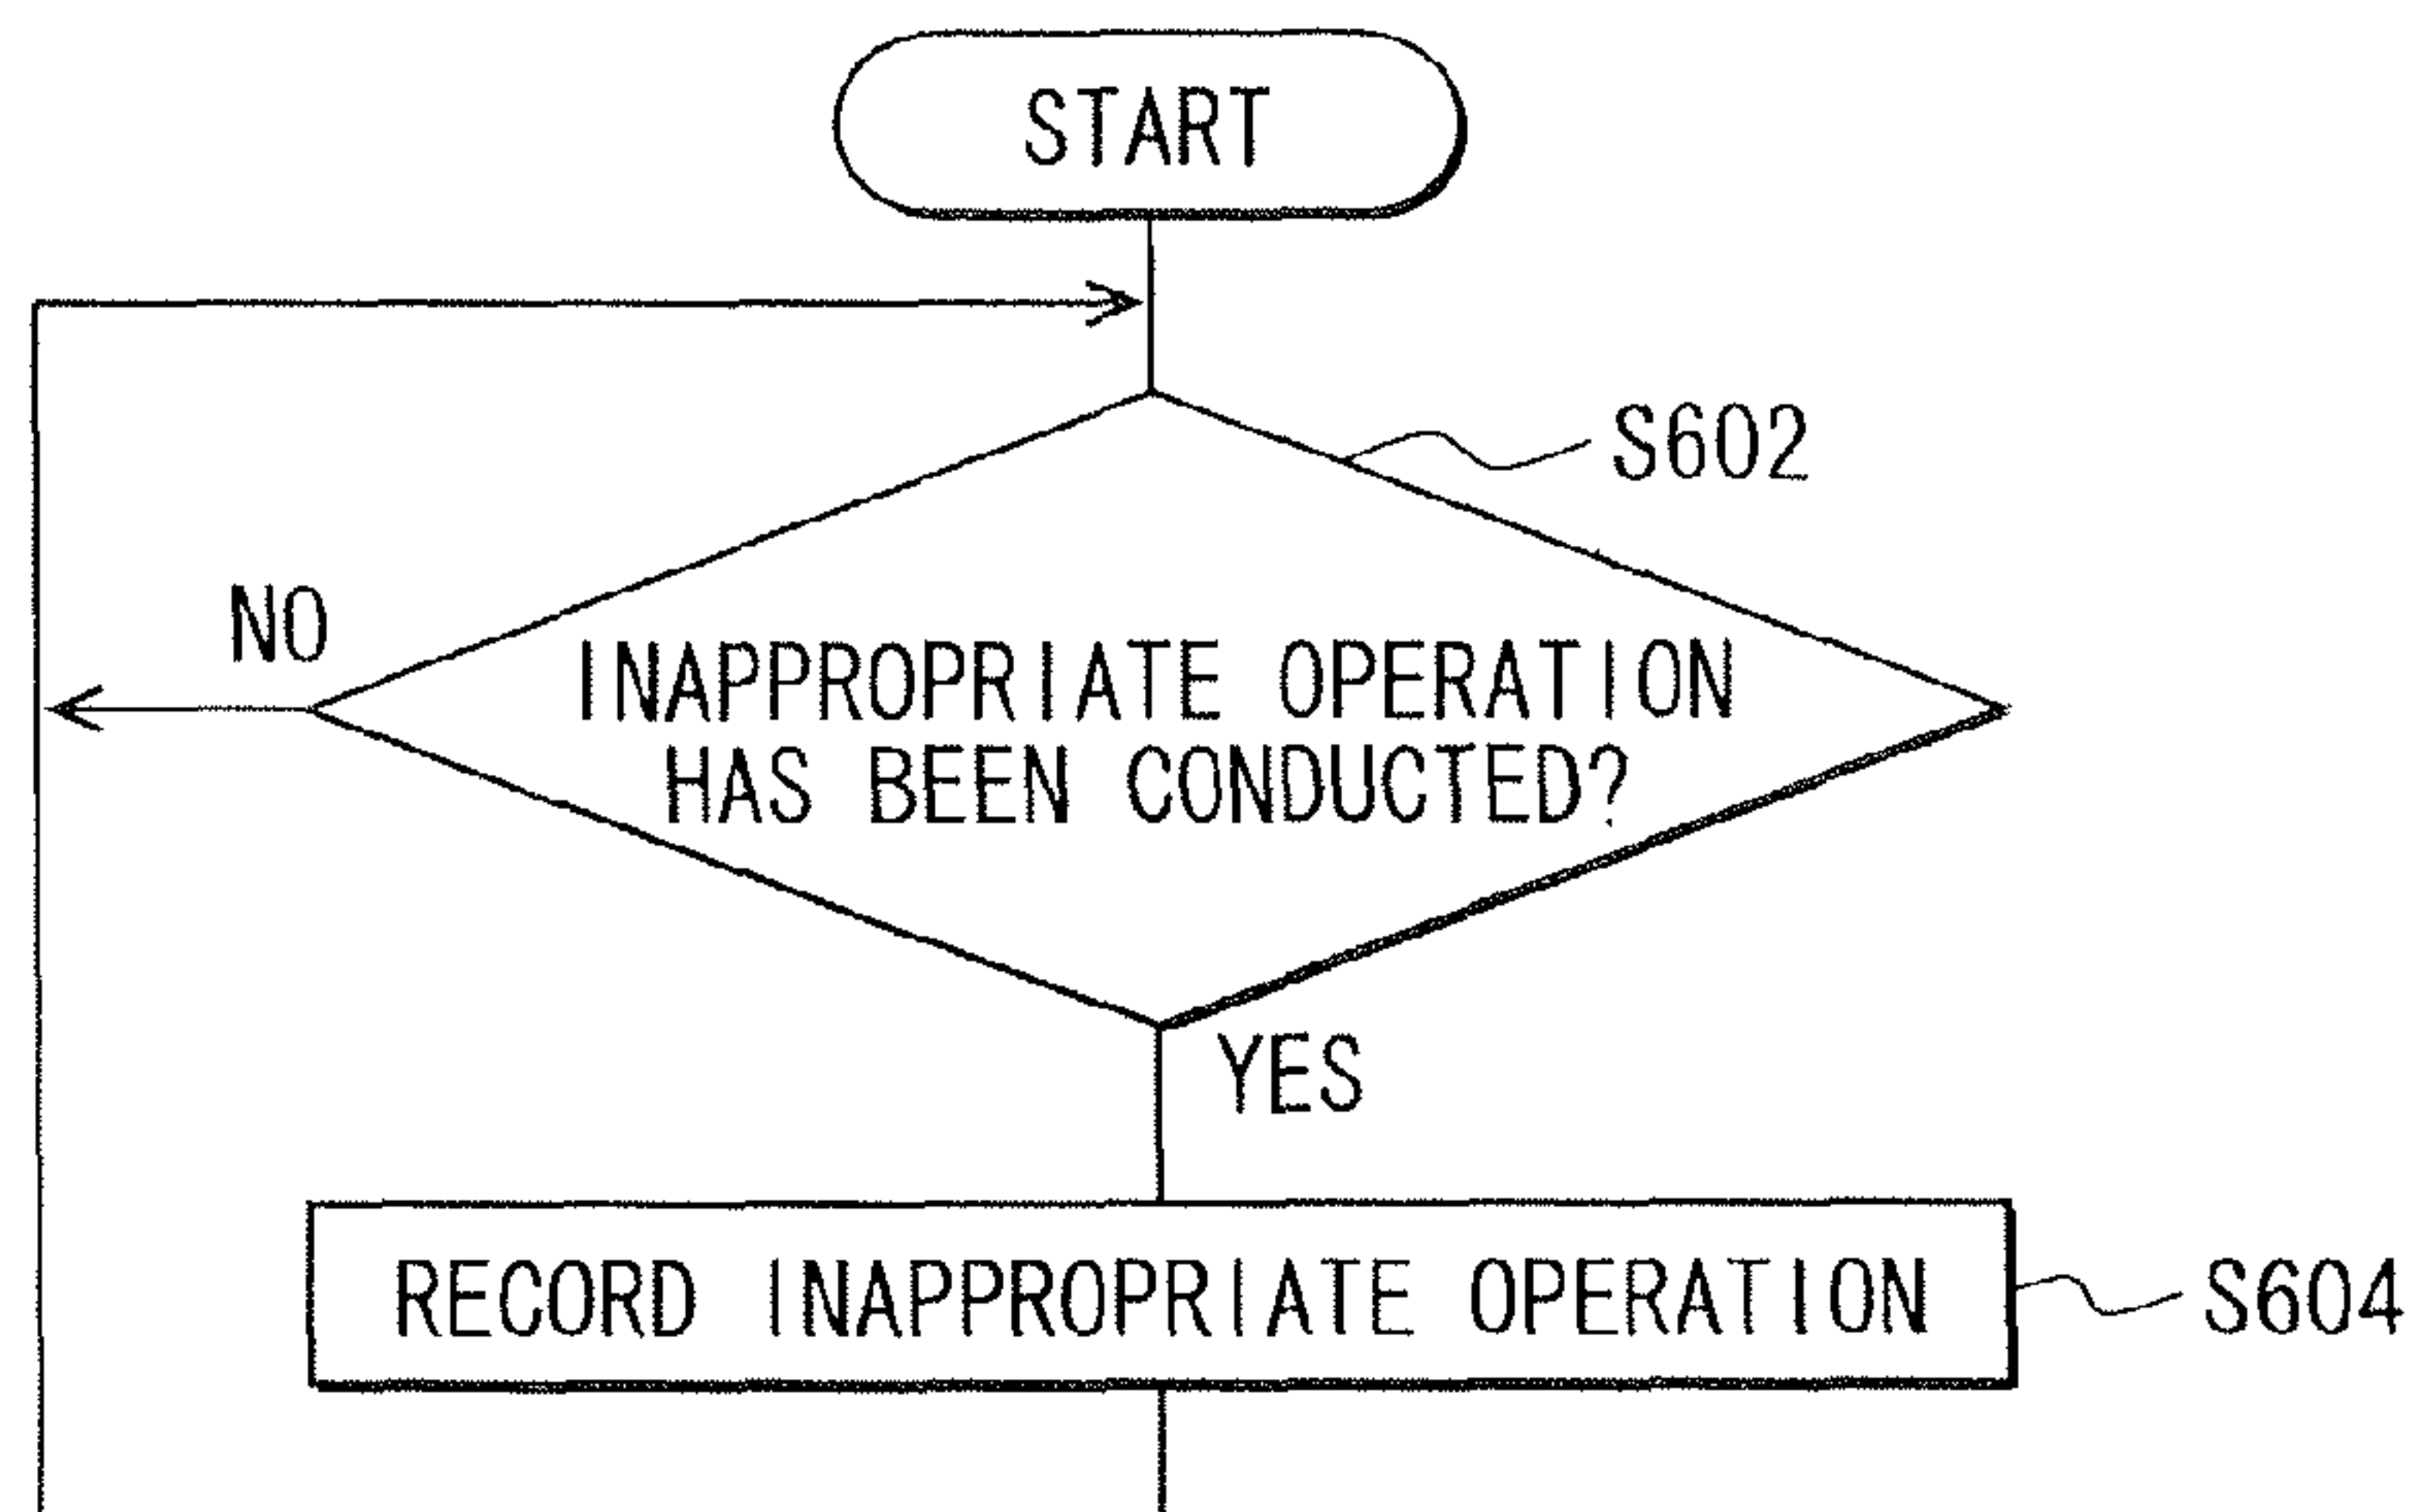 START
S602
NO
INAPPROPRIATE OPERATION
HAS BEEN CONDUCTED?
YES
RECORD INAPPROPRIATE OPERATION
S604